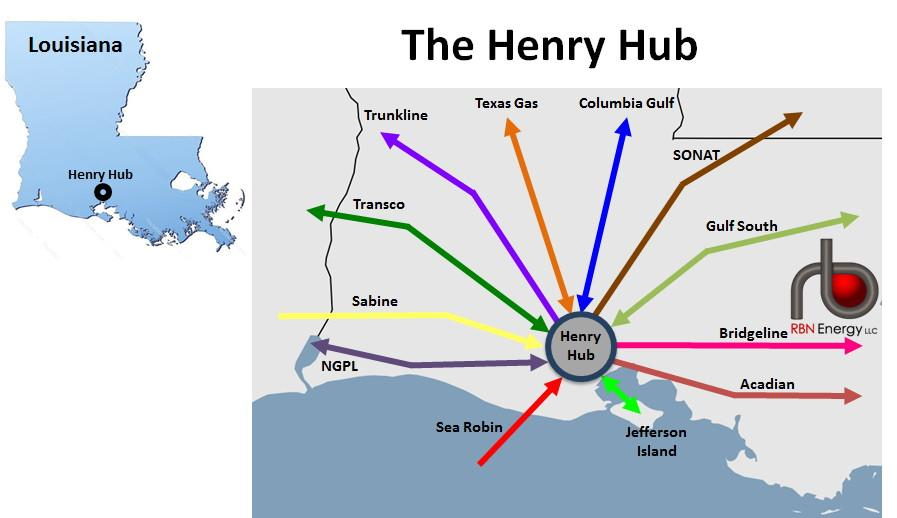 The Henry Hub
Louisiana
Henry Hub
Trunkline
Texas Gas
Columbia Gulf
SONAT
Transco
Gulf South
Sabine
RBN Energy LLC
Henry
Hub
Bridgeline
NGPL
Acadian
Sea Robin
Jefferson
Island